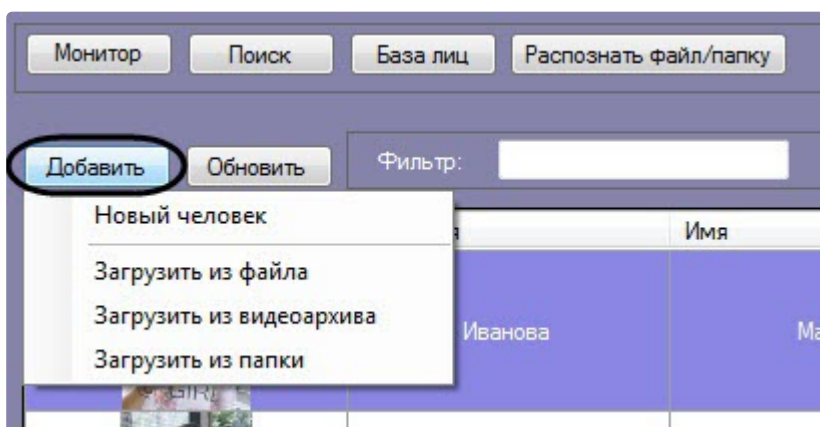 Монитор Поиск База лиц Распознать файл/папку
Добавить Обновить Фильтр:
Новый человек
Имя
Загрузить из файла
Загрузить из видеоархива
Иванова
Загрузить из папки
GIRL